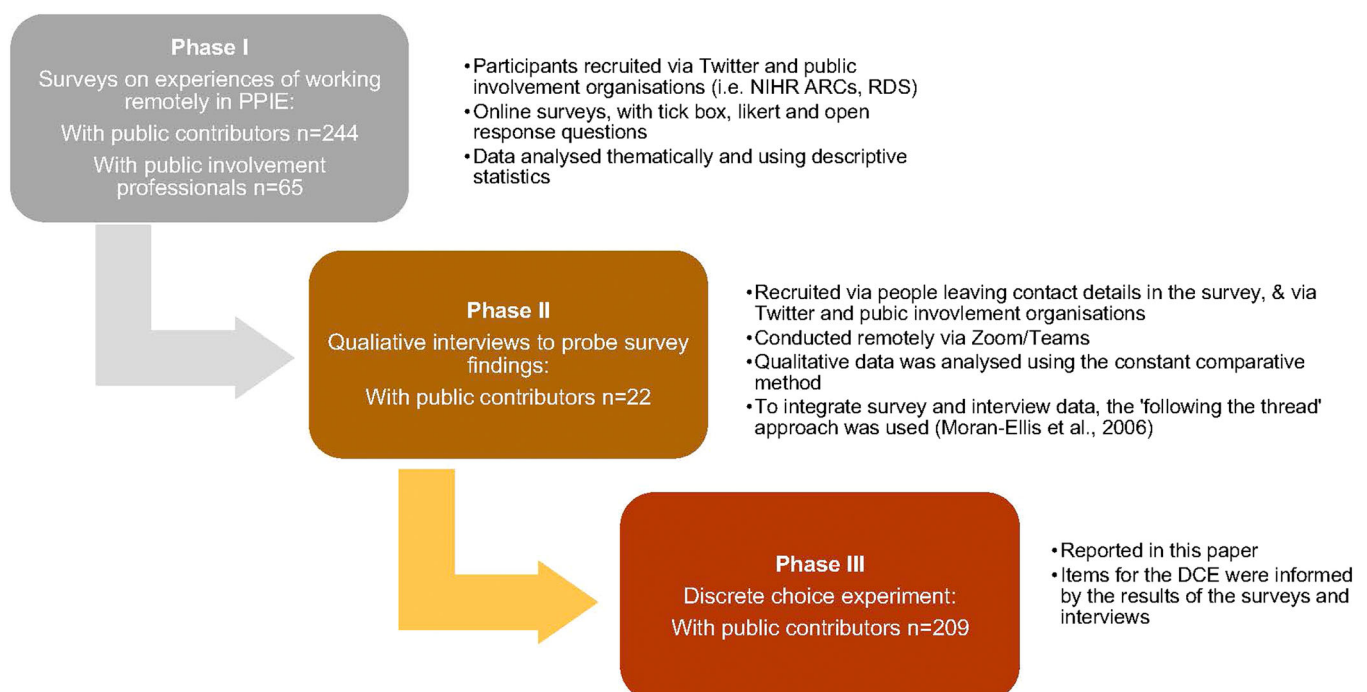 Phase I
Surveys on experiences of working
remotely in PPIE:
With public contributors n=244
With public involvement
professionals n=65
•Participants recruited via Twitter and public
involvement organisations (i.e. NIHR ARCs, RDS)
•Online surveys, with tick box, likert and open
response questions
•Data analysed thematically and using descriptive
statistics
Phase II
Qualiative interviews to probe survey
findings:
With public contributors n=22
•Recruited via people leaving contact details in the survey, & via
Twitter and pubic invovlement organisations
•Conducted remotely via Zoom/Teams
•Qualitative data was analysed using the constant comparative
method
•To integrate survey and interview data, the 'following the thread'
approach was used (Moran-Ellis et al., 2006)
Phase III
Discrete choice experiment:
With public contributors n=209
•Reported in this paper
•Items for the DCE were informed
by the results of the surveys and
interviews